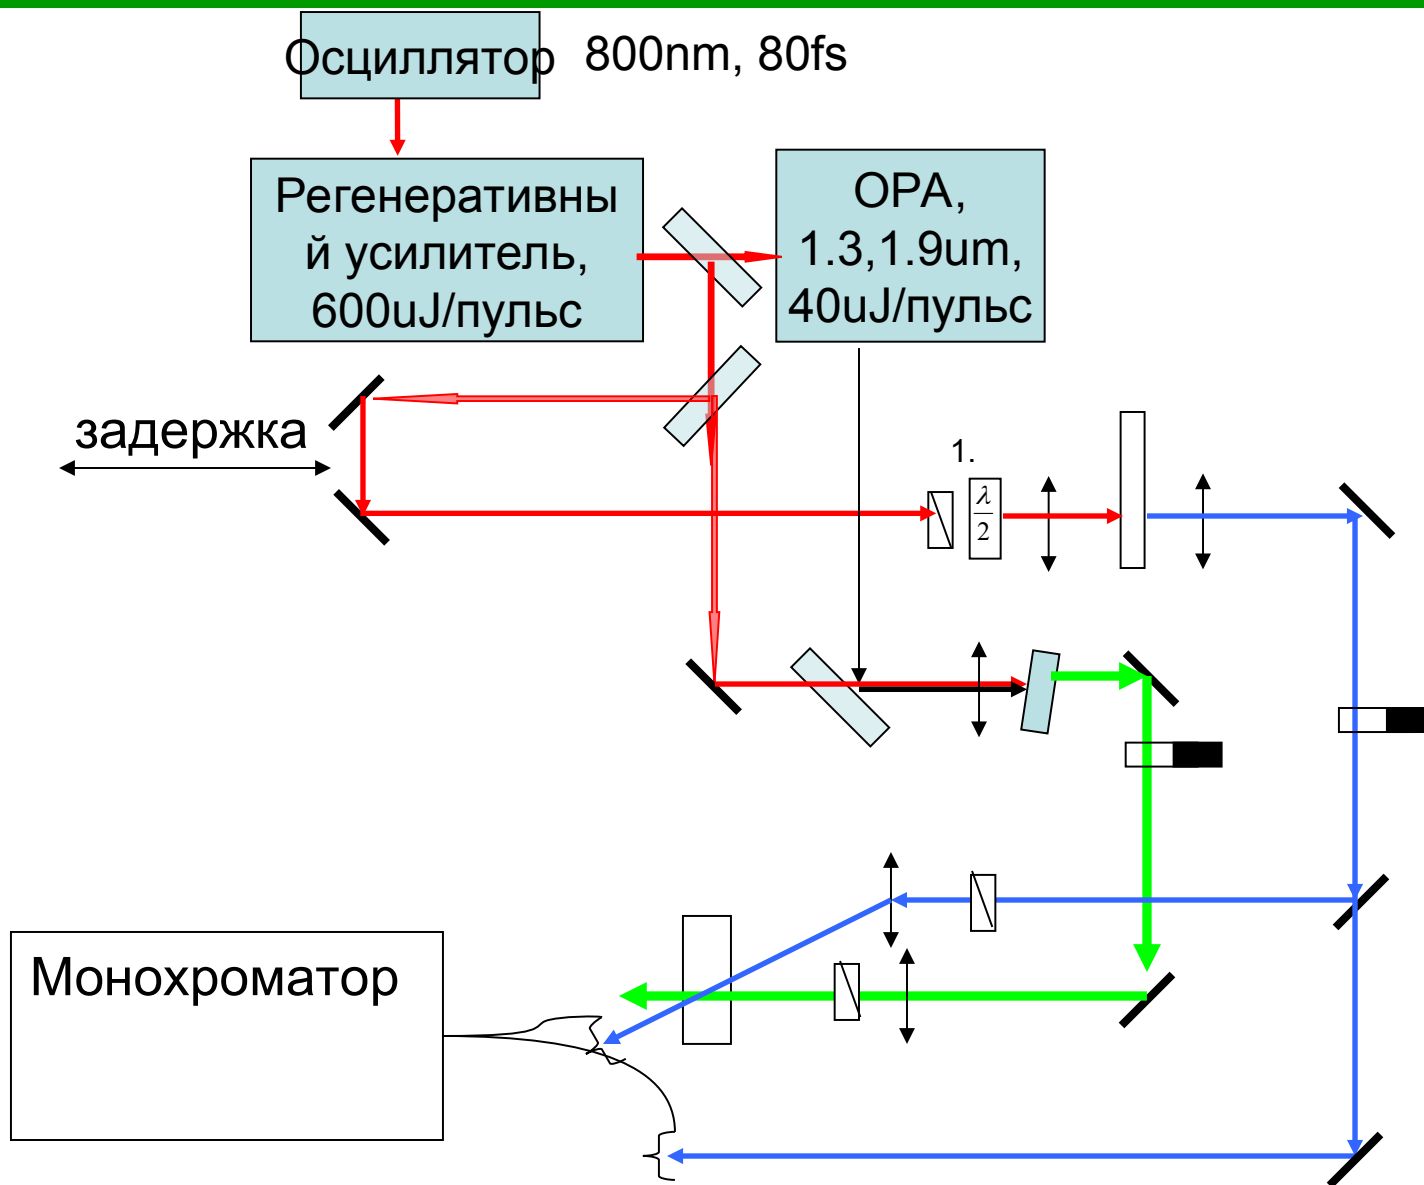 Осциллятор
800nm, 80fs
Регенеративны
й усилитель,
600uJ/пульс
OPA,
1.3,1.9um,
40uJ/пульс
задержка
1.
λ
2
Монохроматор